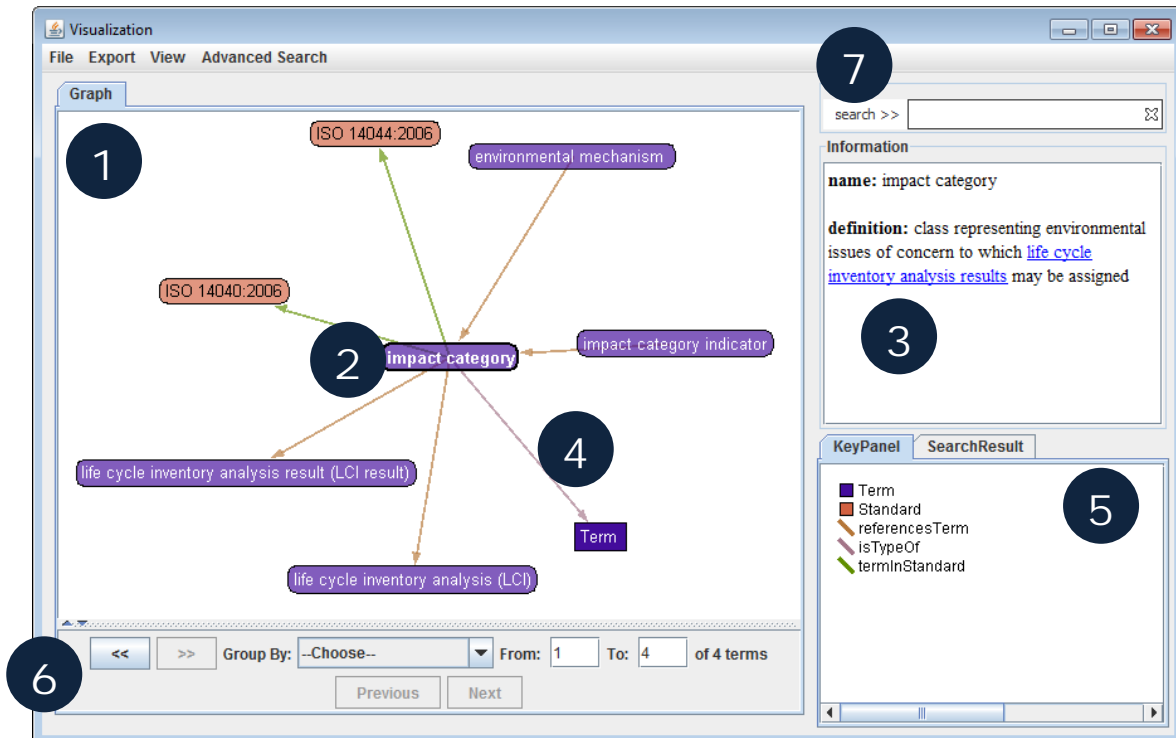 Visualization
File Export View Advanced Search
7
Graph
search >>
1
ISO 14044:2006
environmental mechanism
Information
name: impact category
definition: class representing environmental
issues of concern to which life cycle
inventory analysis results may be assigned
ISO 14040:2006
2
impact category
impact category indicator
3
4
life cycle inventory analysis result (LCI result)
Term
life cycle inventory analysis (LCI)
KeyPanel SearchResult
5
Term
Standard
referencesTerm
isTypeOf
termInStandard
6
<< >> Group By: --Choose-- From: 1 To: 4 of 4 terms
Previous Next